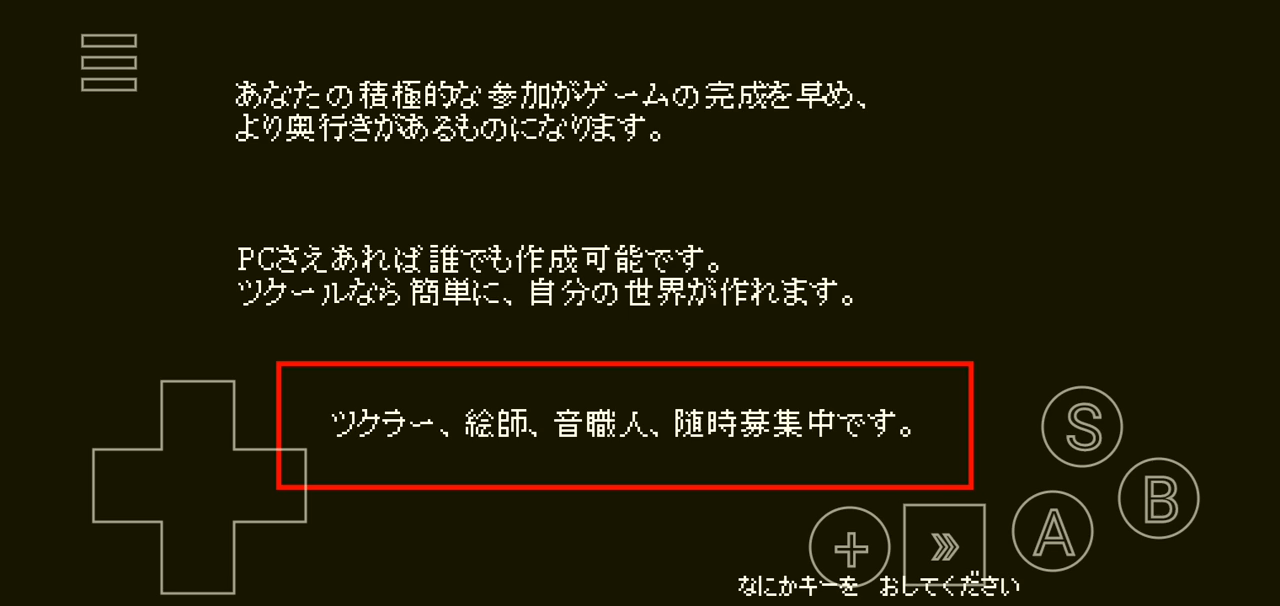 あなたの積極的な参加がゲームの完成を早め、
より奥行きがあるものになります。
PCさえあれば誰でも作成可能です。
ツクールなら簡単に、自分の世界が作れます。
ツクラー、絵師、音職人、随時募集中です。
S
B
A
+
»
なにかキーを おしてください